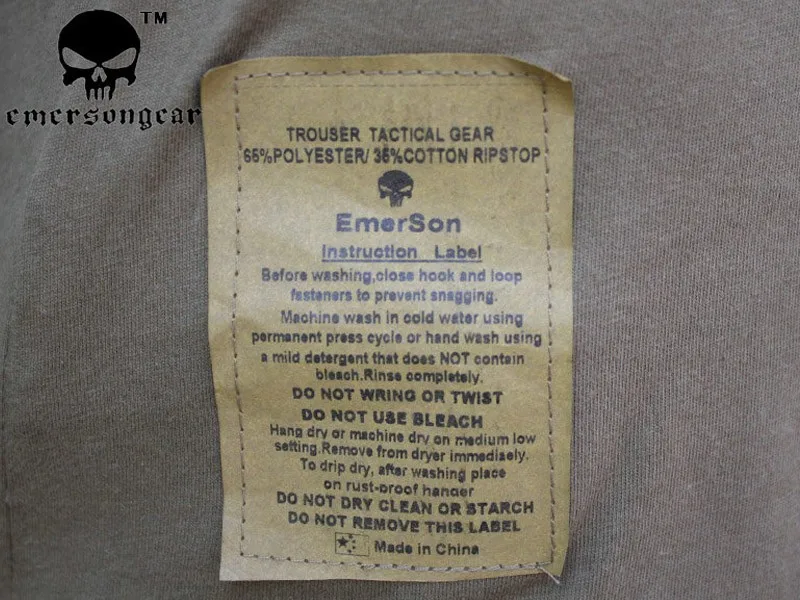 TM
emersongear
TROUSER TACTICAL GEAR
65%POLYESTER/ 35%COTTON RIPSTOP
EmerSon
Instruction Label
Before washing,close hook and loop
fasteners to prevent snagging.
Machine wash in cold water using
permanent press cycle or hand wash using
a mild detergent that does NOT contain
bleach.Rinse completely.
DO NOT WRING OR TWIST
DO NOT USE BLEACH
Hang dry or machine dry on medium low
setting.Remove from dryer immediaely.
To drip dry, after washing place
on rust-proof hanger
DO NOT DRY CLEAN OR STARCH
DO NOT REMOVE THIS LABEL
Made in China